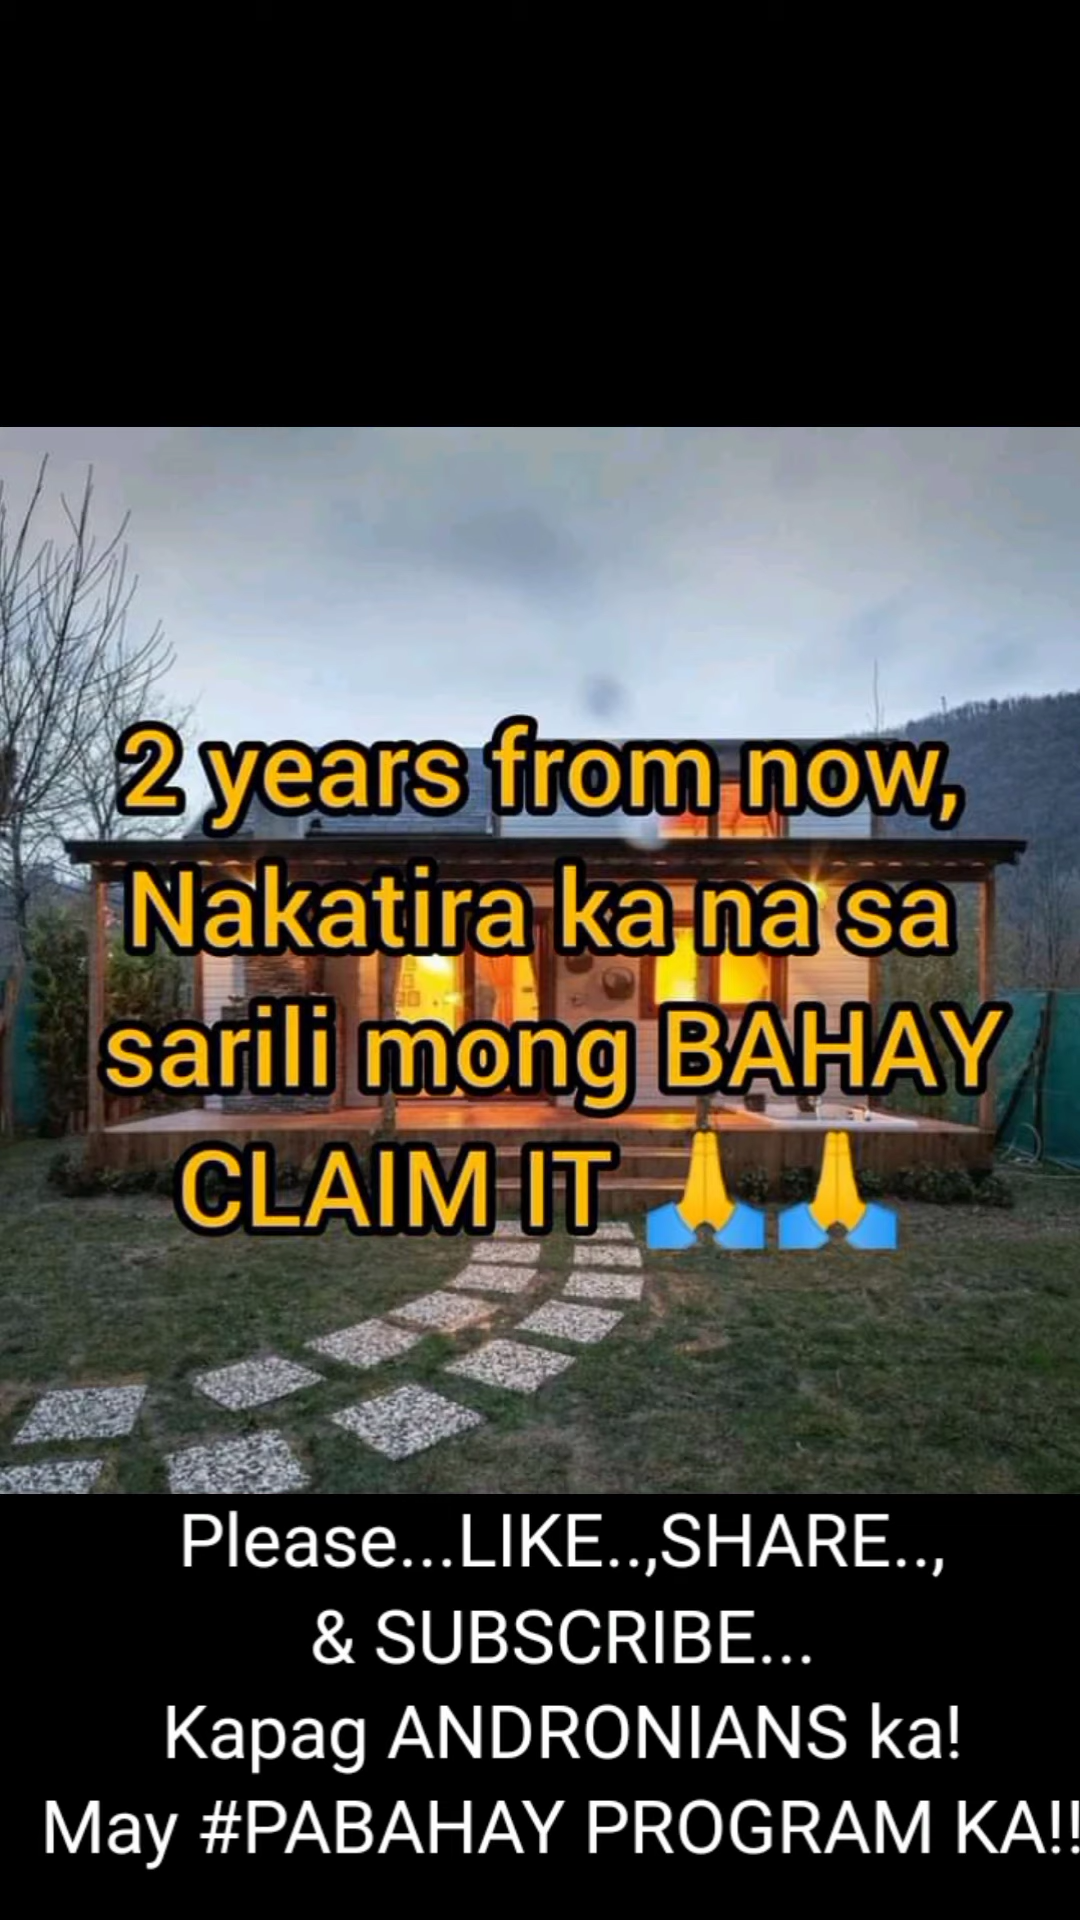 2 years from now,
Nakatira ka na sa
sarili mong BAHAY
CLAIM IT 🙏🙏
Please...LIKE..,SHARE..,
& SUBSCRIBE...
Kapag ANDRONIANS ka!
May #PABAHAY PROGRAM KA!!